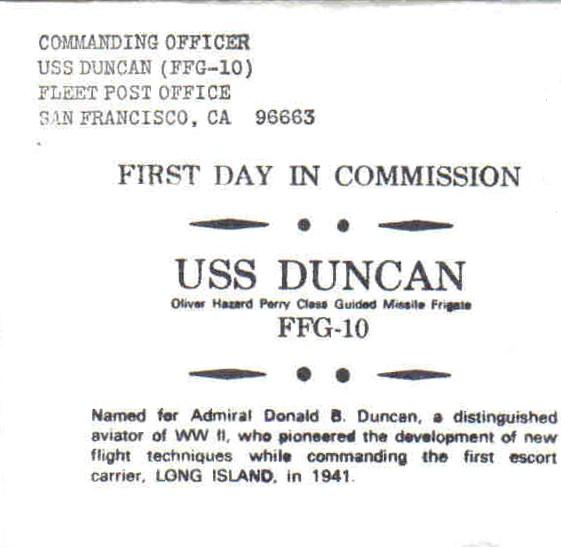 COMMANDING OFFICER
USS DUNCAN (FFG-10)
FLEET POST OFFICE
SAN FRANCISCO, CA 96663
FIRST DAY IN COMMISSION
USS DUNCAN
Oliver Hazard Perry Class Guided Missile Frigate
FFG-10
Named for Admiral Donald B. Duncan, a distinguished
aviator of WW II, who pioneered the development of new
flight techniques while commanding the first escort
carrier, LONG ISLAND, in 1941.